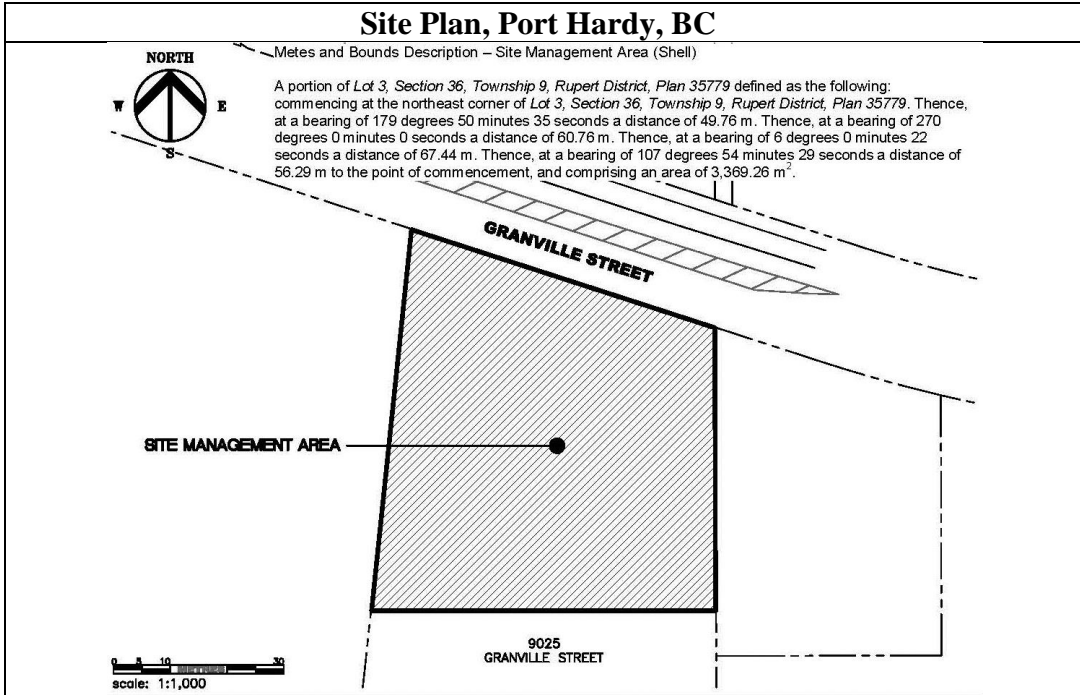 Site Plan, Port Hardy, BC
NORTH
W E
S
Metes and Bounds Description – Site Management Area (Shell)
A portion of Lot 3, Section 36, Township 9, Rupert District, Plan 35779 defined as the following:
commencing at the northeast corner of Lot 3, Section 36, Township 9, Rupert District, Plan 35779. Thence,
at a bearing of 179 degrees 50 minutes 35 seconds a distance of 49.76 m. Thence, at a bearing of 270
degrees 0 minutes 0 seconds a distance of 60.76 m. Thence, at a bearing of 6 degrees 0 minutes 22
seconds a distance of 67.44 m. Thence, at a bearing of 107 degrees 54 minutes 29 seconds a distance of
56.29 m to the point of commencement, and comprising an area of 3,369.26 m².
GRANVILLE STREET
SITE MANAGEMENT AREA
9025
GRANVILLE STREET
0 5 10 30
scale: 1:1,000